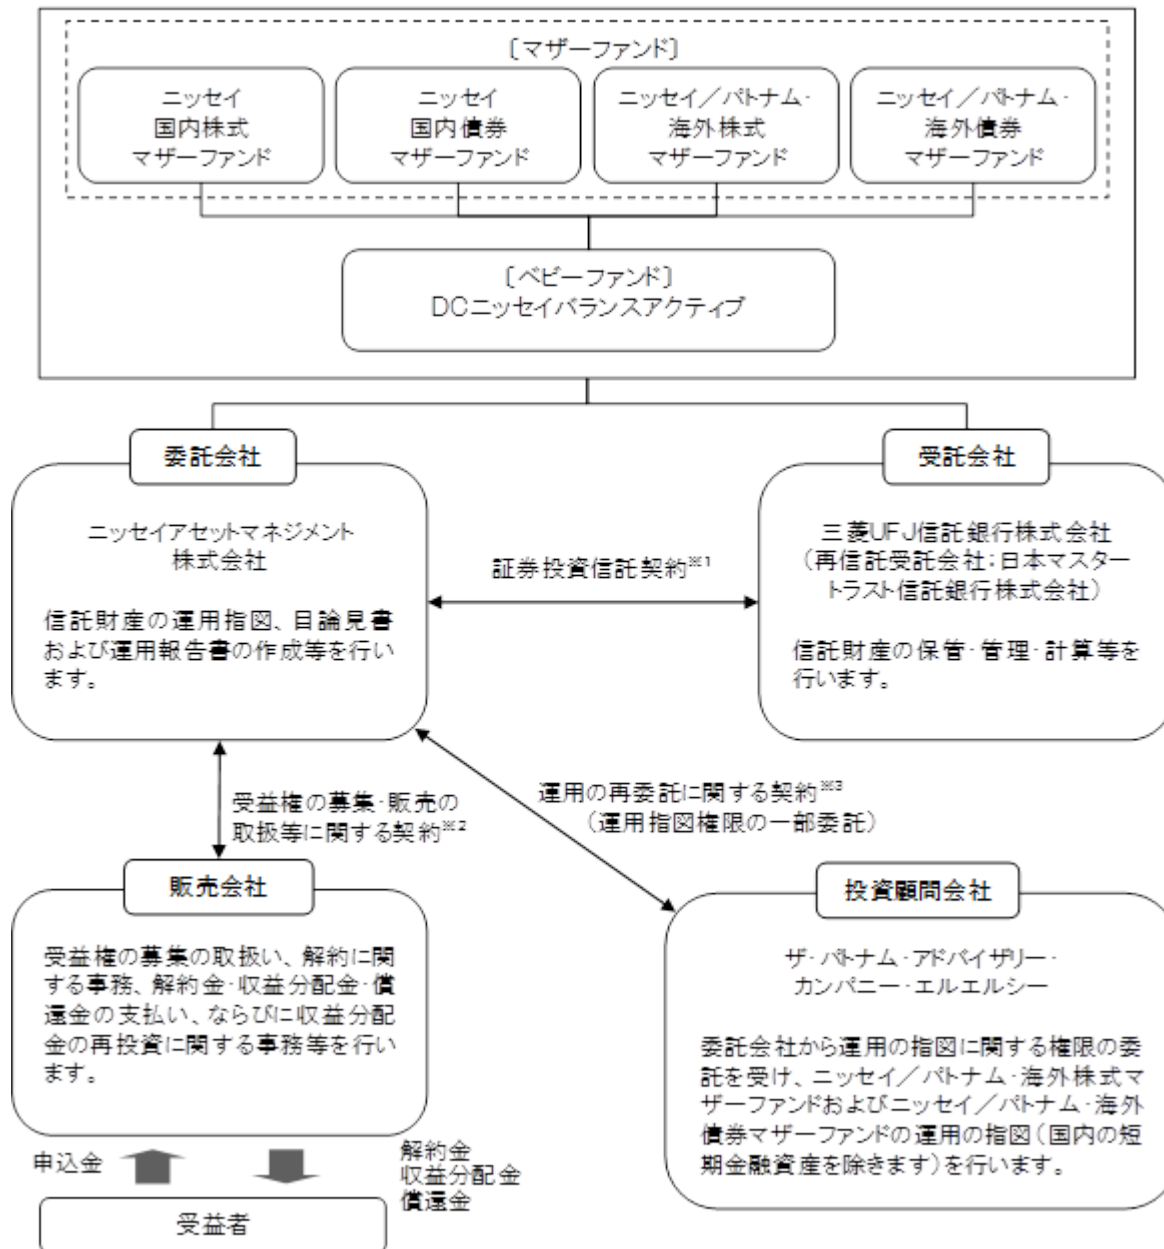 〔マザーファンド〕
ニッセイ
国内株式
マザーファンド
ニッセイ
国内債券
マザーファンド
ニッセイ／パトナム・
海外株式
マザーファンド
ニッセイ／パトナム・
海外債券
マザーファンド
〔ベビーファンド〕
DCニッセイバランスアクティブ
委託会社
ニッセイアセットマネジメント
株式会社
信託財産の運用指図、目論見書
および運用報告書の作成等を行い
ます。
証券投資信託契約※1
受託会社
三菱UFJ信託銀行株式会社
（再信託受託会社：日本マスター
トラスト信託銀行株式会社）
信託財産の保管・管理・計算等を
行います。
受益権の募集・販売の
取扱等に関する契約※2
運用の再委託に関する契約※3
（運用指図権限の一部委託）
販売会社
受益権の募集の取扱い、解約に関
する事務、解約金・収益分配金・償
還金の支払い、ならびに収益分配
金の再投資に関する事務等を行い
ます。
投資顧問会社
ザ・パトナム・アドバイザリー・
カンパニー・エルエルシー
委託会社から運用の指図に関する権限の委
託を受け、ニッセイ／パトナム・海外株式マ
ザーファンドおよびニッセイ／パトナム・海外
債券マザーファンドの運用の指図（国内の短
期金融資産を除きます）を行います。
申込金
解約金
収益分配金
償還金
受益者